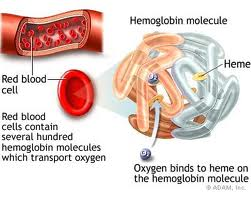 Hemoglobin molecule
Heme
Red blood
cell
Red blood
cells contain
several hundred
hemoglobin molecules
which transport oxygen
Oxygen binds to heme on
the hemoglobin molecule
© ADAM, Inc.